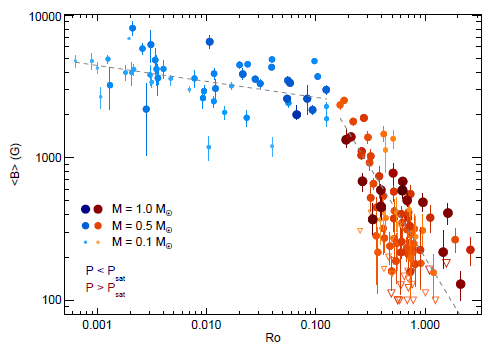 10000
1000
100
<B> (G)
M = 1.0 M☉
M = 0.5 M☉
M = 0.1 M☉
P < Psat
P > Psat
0.001 0.010 0.100 1.000
Ro